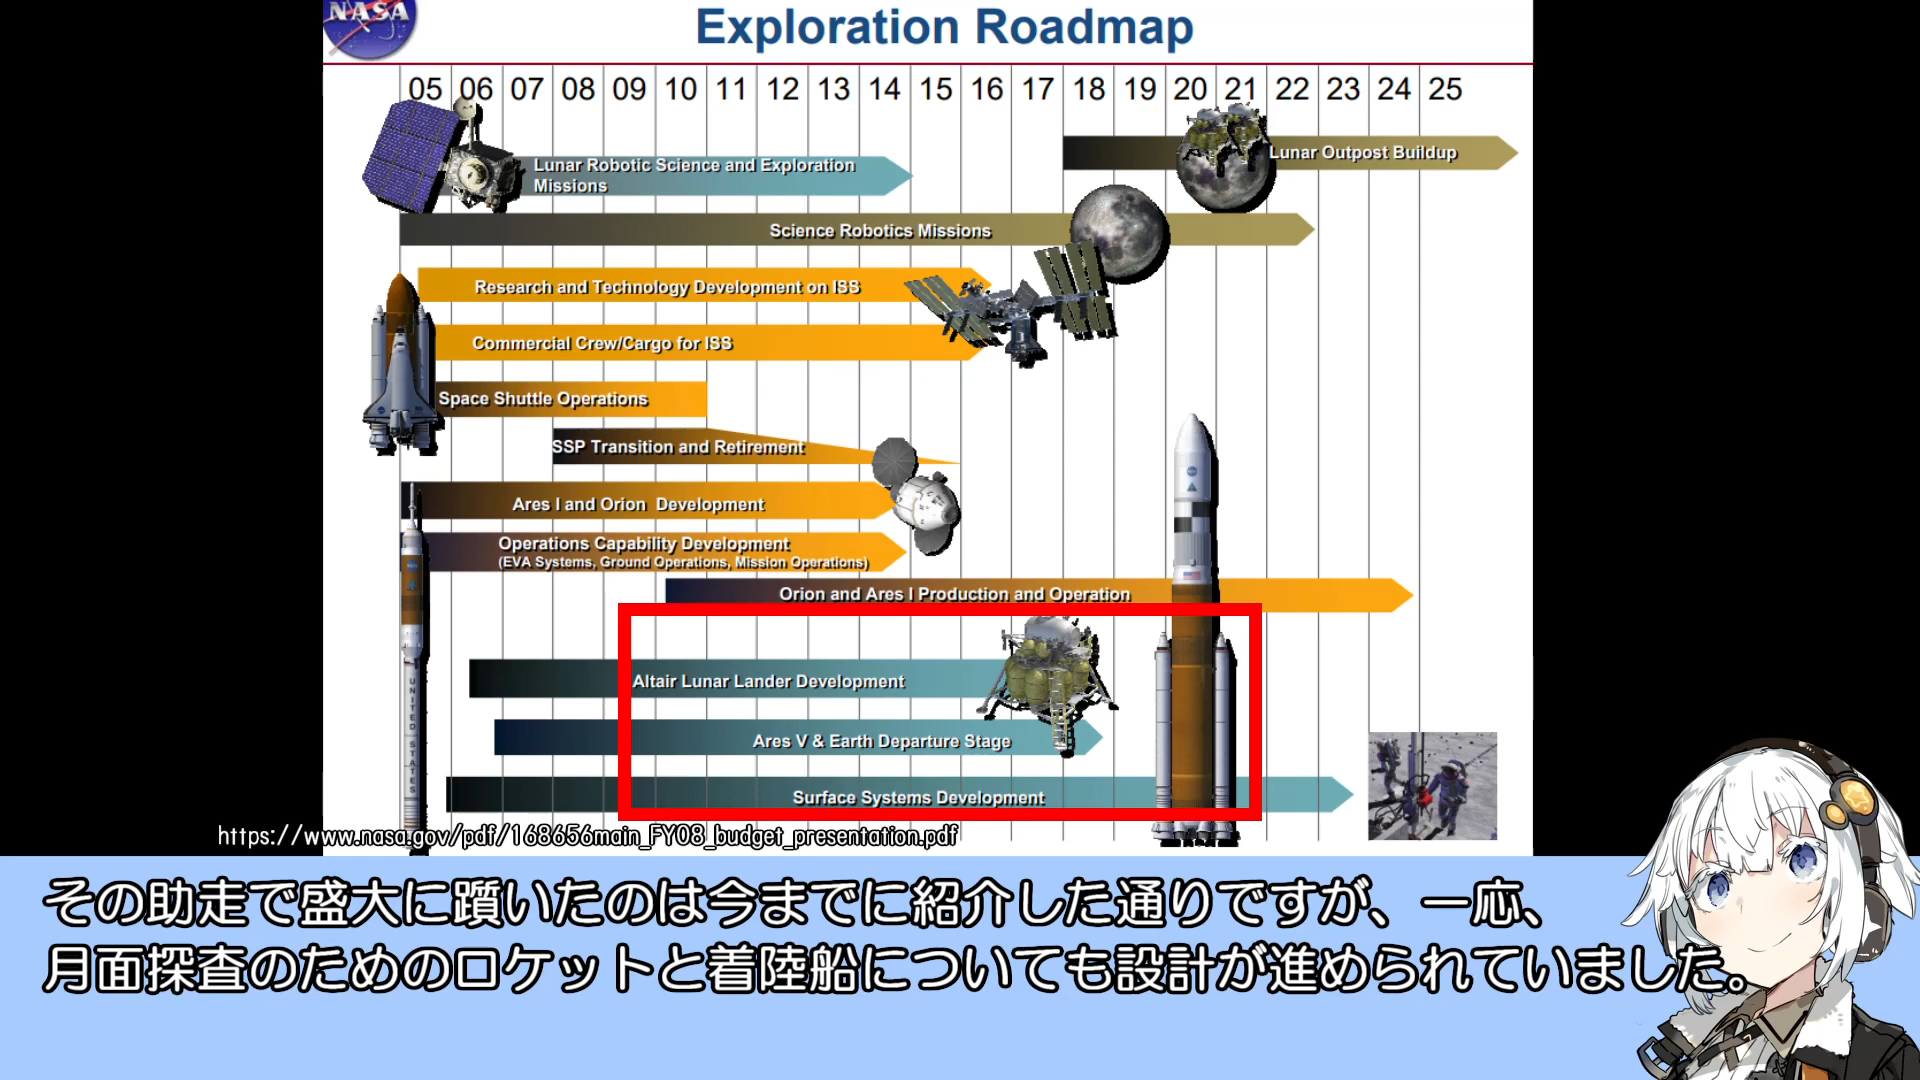 NASA
Exploration Roadmap
05 06 07 08 09 10 11 12 13 14 15 16 17 18 19 20 21 22 23 24 25
Lunar Outpost Buildup
Lunar Robotic Science and Exploration
Missions
Science Robotics Missions
Research and Technology Development on ISS
Commercial Crew/Cargo for ISS
Space Shuttle Operations
SSP Transition and Retirement
Ares I and Orion Development
Operations Capability Development
(EVA Systems, Ground Operations, Mission Operations)
Orion and Ares I Production and Operation
UNITED STATES
Altair Lunar Lander Development
Ares V & Earth Departure Stage
Surface Systems Development
https://www.nasa.gov/pdf/168656main_FY08_budget_presentation.pdf
その助走で盛大に躓いたのは今までに紹介した通りですが、一応、
月面探査のためのロケットと着陸船についても設計が進められていました。